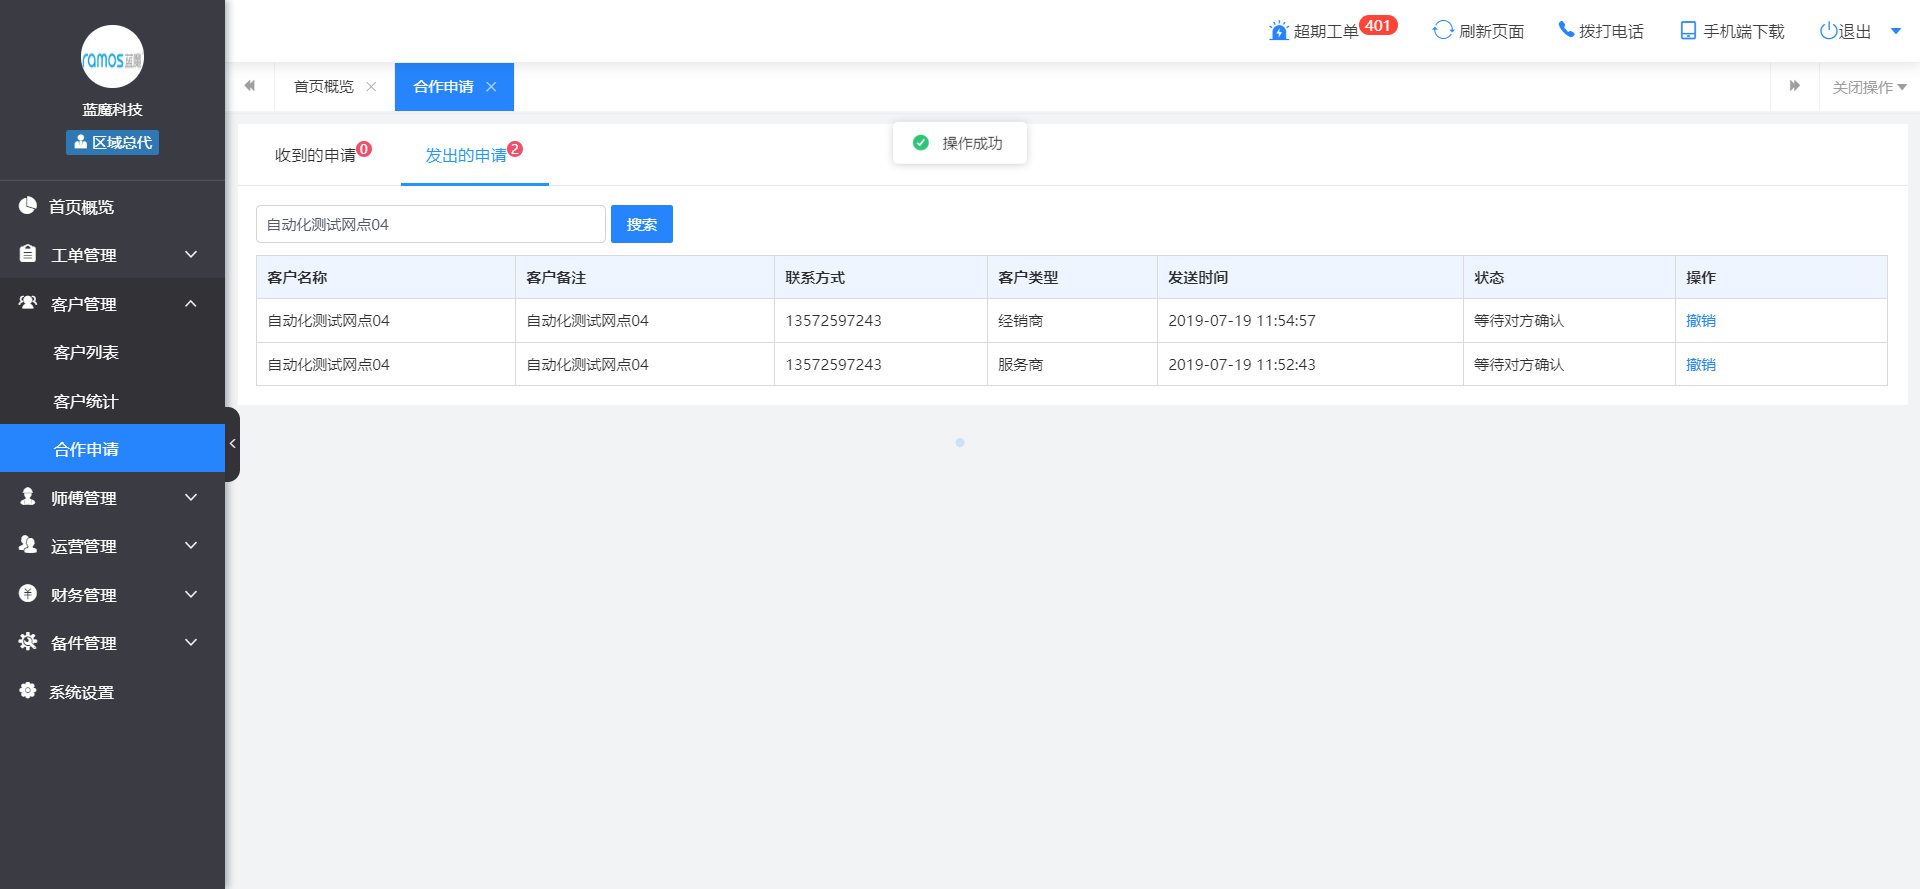 ramos蓝魔
蓝魔科技
区域总代
首页概览
工单管理
客户管理
客户列表
客户统计
合作申请
师傅管理
运营管理
财务管理
备件管理
系统设置
超期工单 401 刷新页面 拨打电话 手机端下载 退出
首页概览 合作申请 关闭操作
操作成功
收到的申请 0 发出的申请 2
自动化测试网点04 搜索
客户名称 客户备注 联系方式 客户类型 发送时间 状态 操作
自动化测试网点04 自动化测试网点04 13572597243 经销商 2019-07-19 11:54:57 等待对方确认 撤销
自动化测试网点04 自动化测试网点04 13572597243 服务商 2019-07-19 11:52:43 等待对方确认 撤销